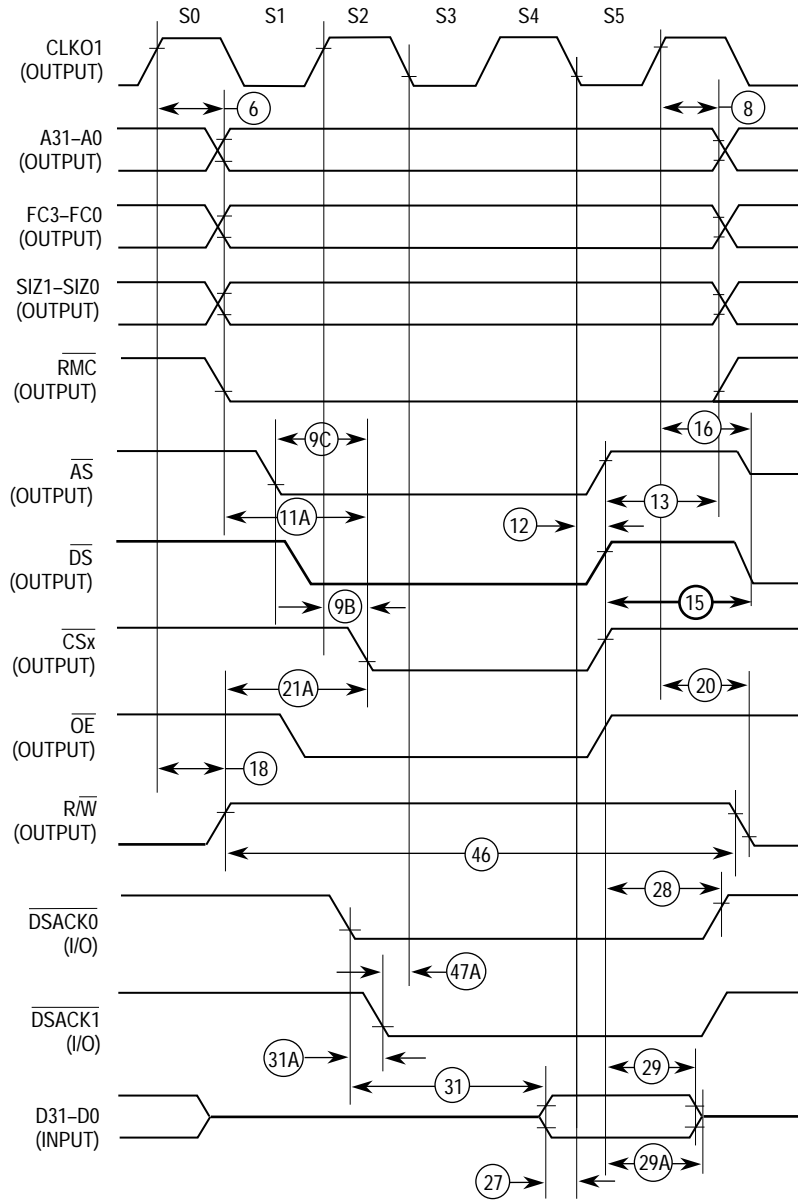 S0 S1 S2 S3 S4 S5
CLKO1
(OUTPUT)
6
8
A31–A0
(OUTPUT)
FC3–FC0
(OUTPUT)
SIZ1–SIZ0
(OUTPUT)
RMC
(OUTPUT)
16
9C
AS
(OUTPUT)
13
11A
12
DS
(OUTPUT)
9B
15
CSx
(OUTPUT)
21A
20
OE
(OUTPUT)
18
R/W
(OUTPUT)
46
28
DSACK0
(I/O)
47A
DSACK1
(I/O)
31A
31
29
D31–D0
(INPUT)
29A
27